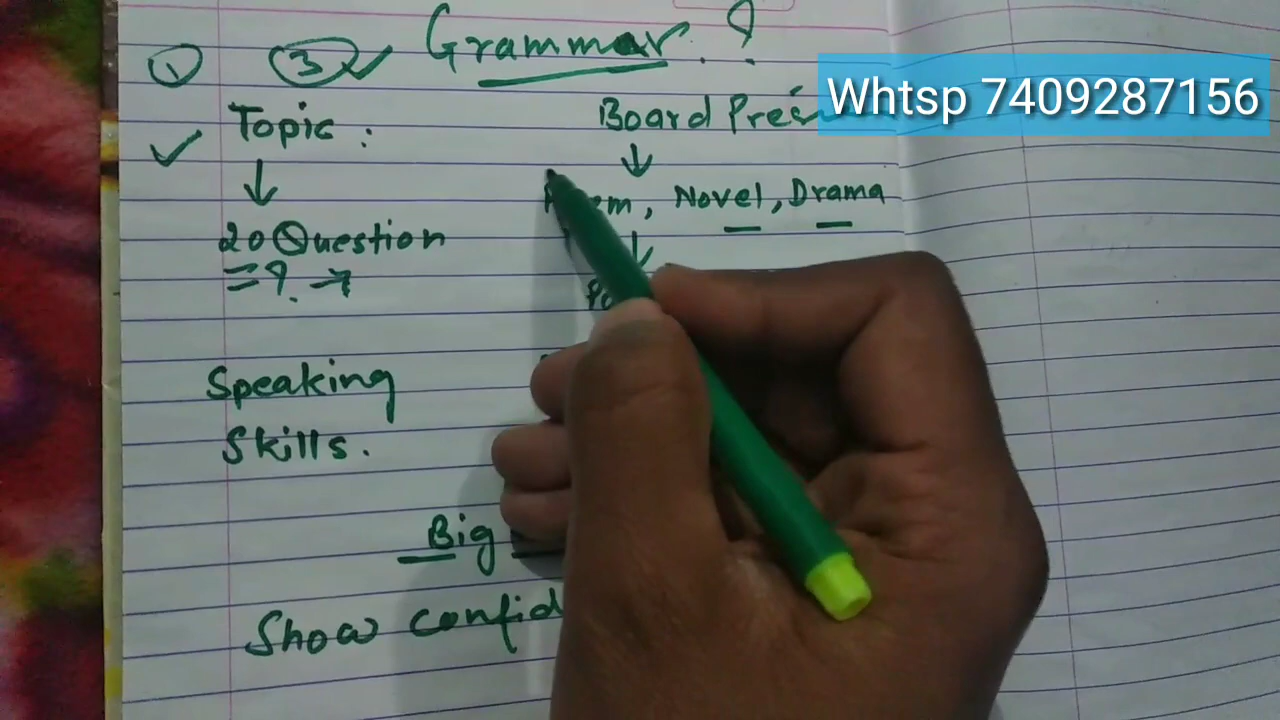 Grammar. ?
① ③✓
Whtsp 7409287156
Topic :
Board
✓
Novel, Drama
20 Question
= ?. →
Speaking
Skills.
Big
Show